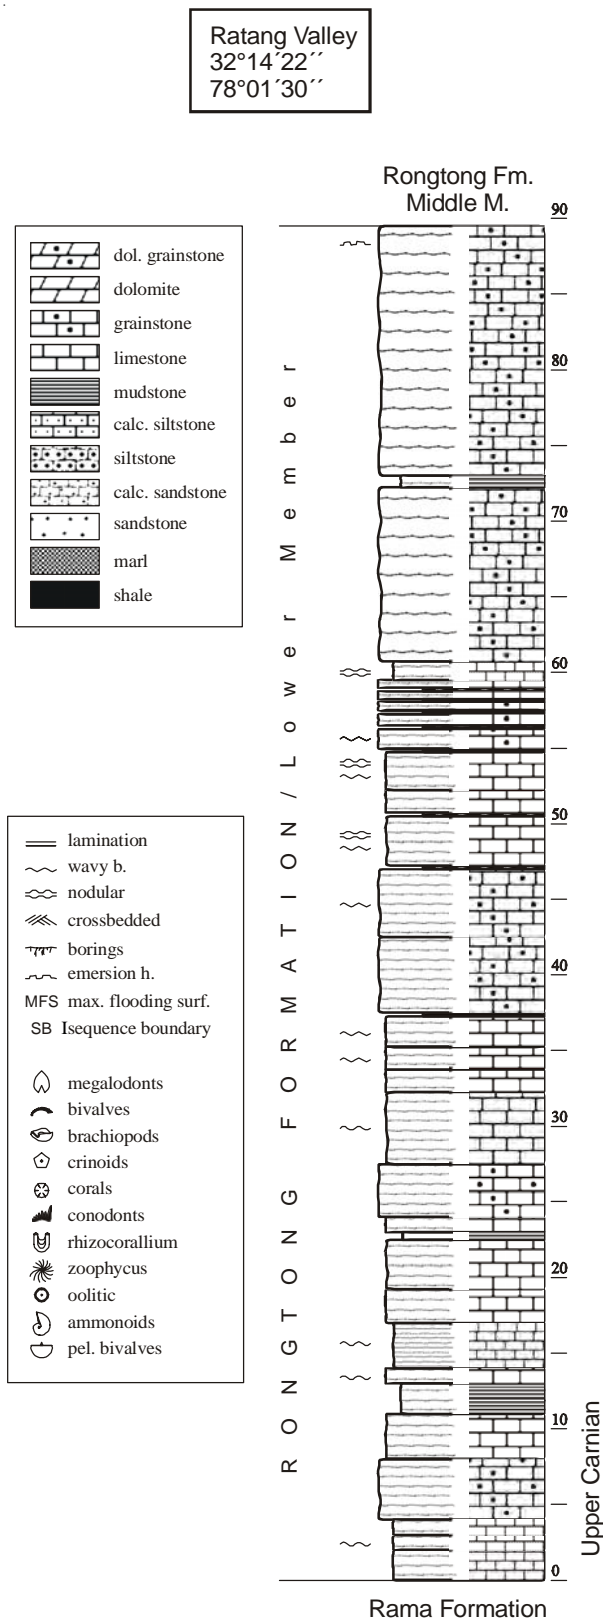 Ratang Valley
32°14´22´´
78°01´30´´
Rongtong Fm.
Middle M.
dol. grainstone
dolomite
grainstone
limestone
mudstone
calc. siltstone
siltstone
calc. sandstone
sandstone
marl
shale
lamination
wavy b.
nodular
crossbedded
borings
emersion h.
MFS max. flooding surf.
SB Isequence boundary
megalodonts
bivalves
brachiopods
crinoids
corals
conodonts
rhizocorallium
zoophycus
oolitic
ammonoids
pel. bivalves
RONGTONG FORMATION/Lower Member
90
80
70
60
50
40
30
20
10
0
Upper Carnian
Rama Formation